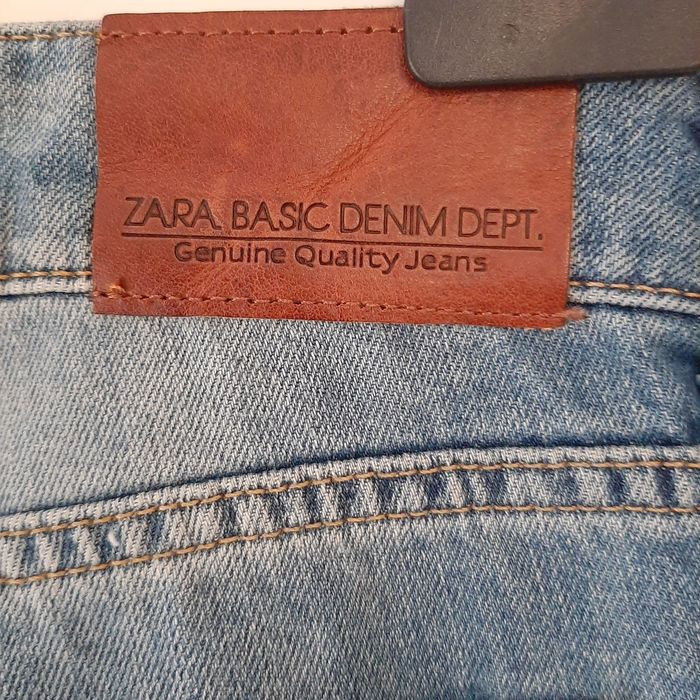 ZARA BASIC DENIM DEPT.
Genuine Quality Jeans